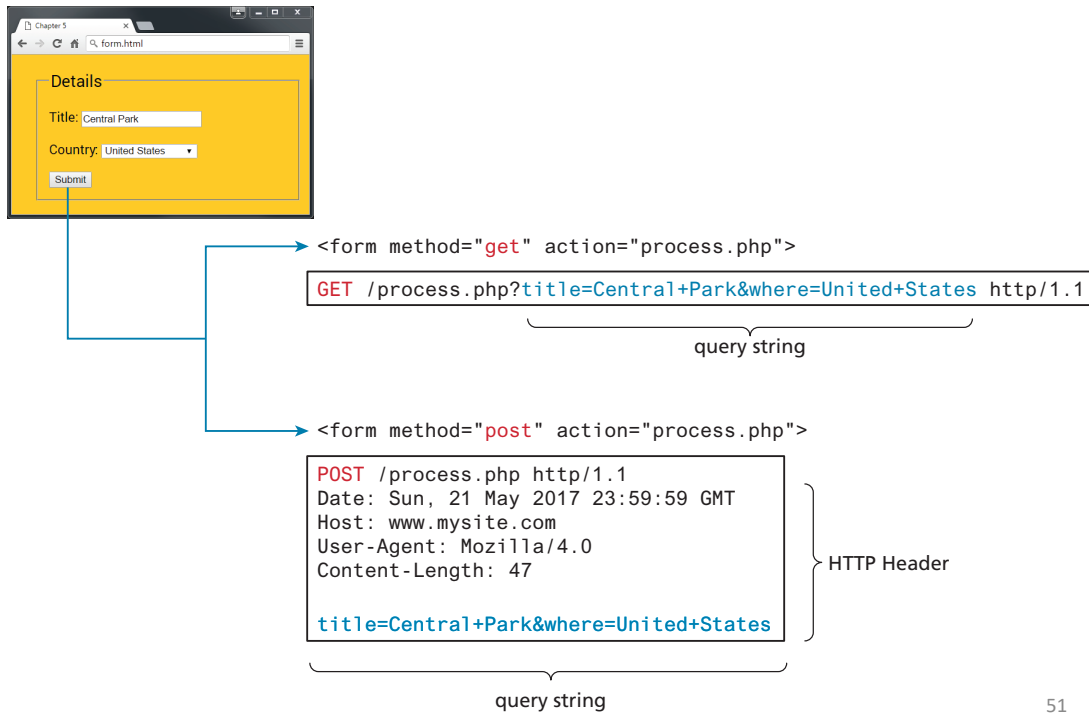 Chapter 5
form.html
Details
Title: Central Park
Country: United States
Submit
<form method="get" action="process.php">
GET /process.php?title=Central+Park&where=United+States http/1.1
query string
<form method="post" action="process.php">
POST /process.php http/1.1
Date: Sun, 21 May 2017 23:59:59 GMT
Host: www.mysite.com
User-Agent: Mozilla/4.0
Content-Length: 47
HTTP Header
title=Central+Park&where=United+States
query string
51